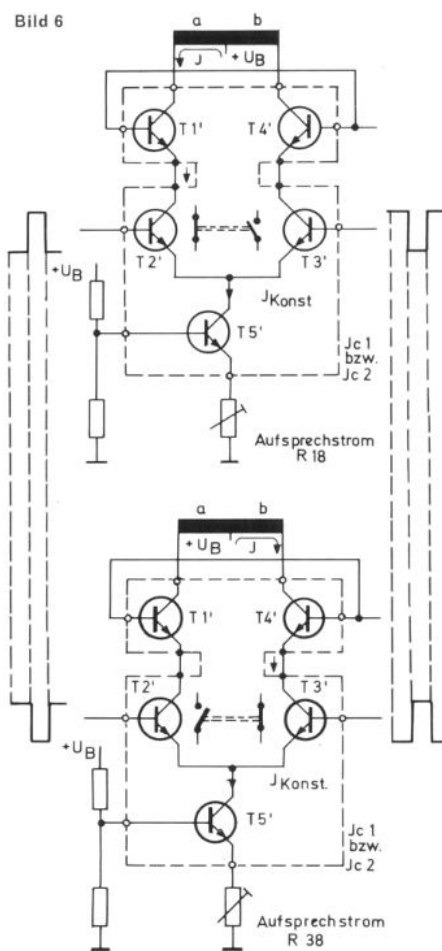 Bild 6
a b
J + U_B
T1' T4'
T2' T3'
+U_B
J_Konst
T5'
Jc 1
bzw.
Jc 2
Aufsprechstrom
R 18
a b
+ U_B J
T1' T4'
T2' T3'
+U_B
J_Konst.
T5'
Jc 1
bzw.
Jc 2
Aufsprechstrom
R 38